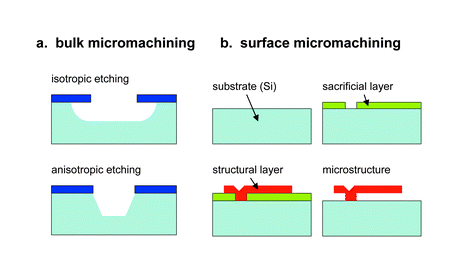 a. bulk micromachining
b. surface micromachining
isotropic etching
substrate (Si)
sacrificial layer
anisotropic etching
structural layer
microstructure